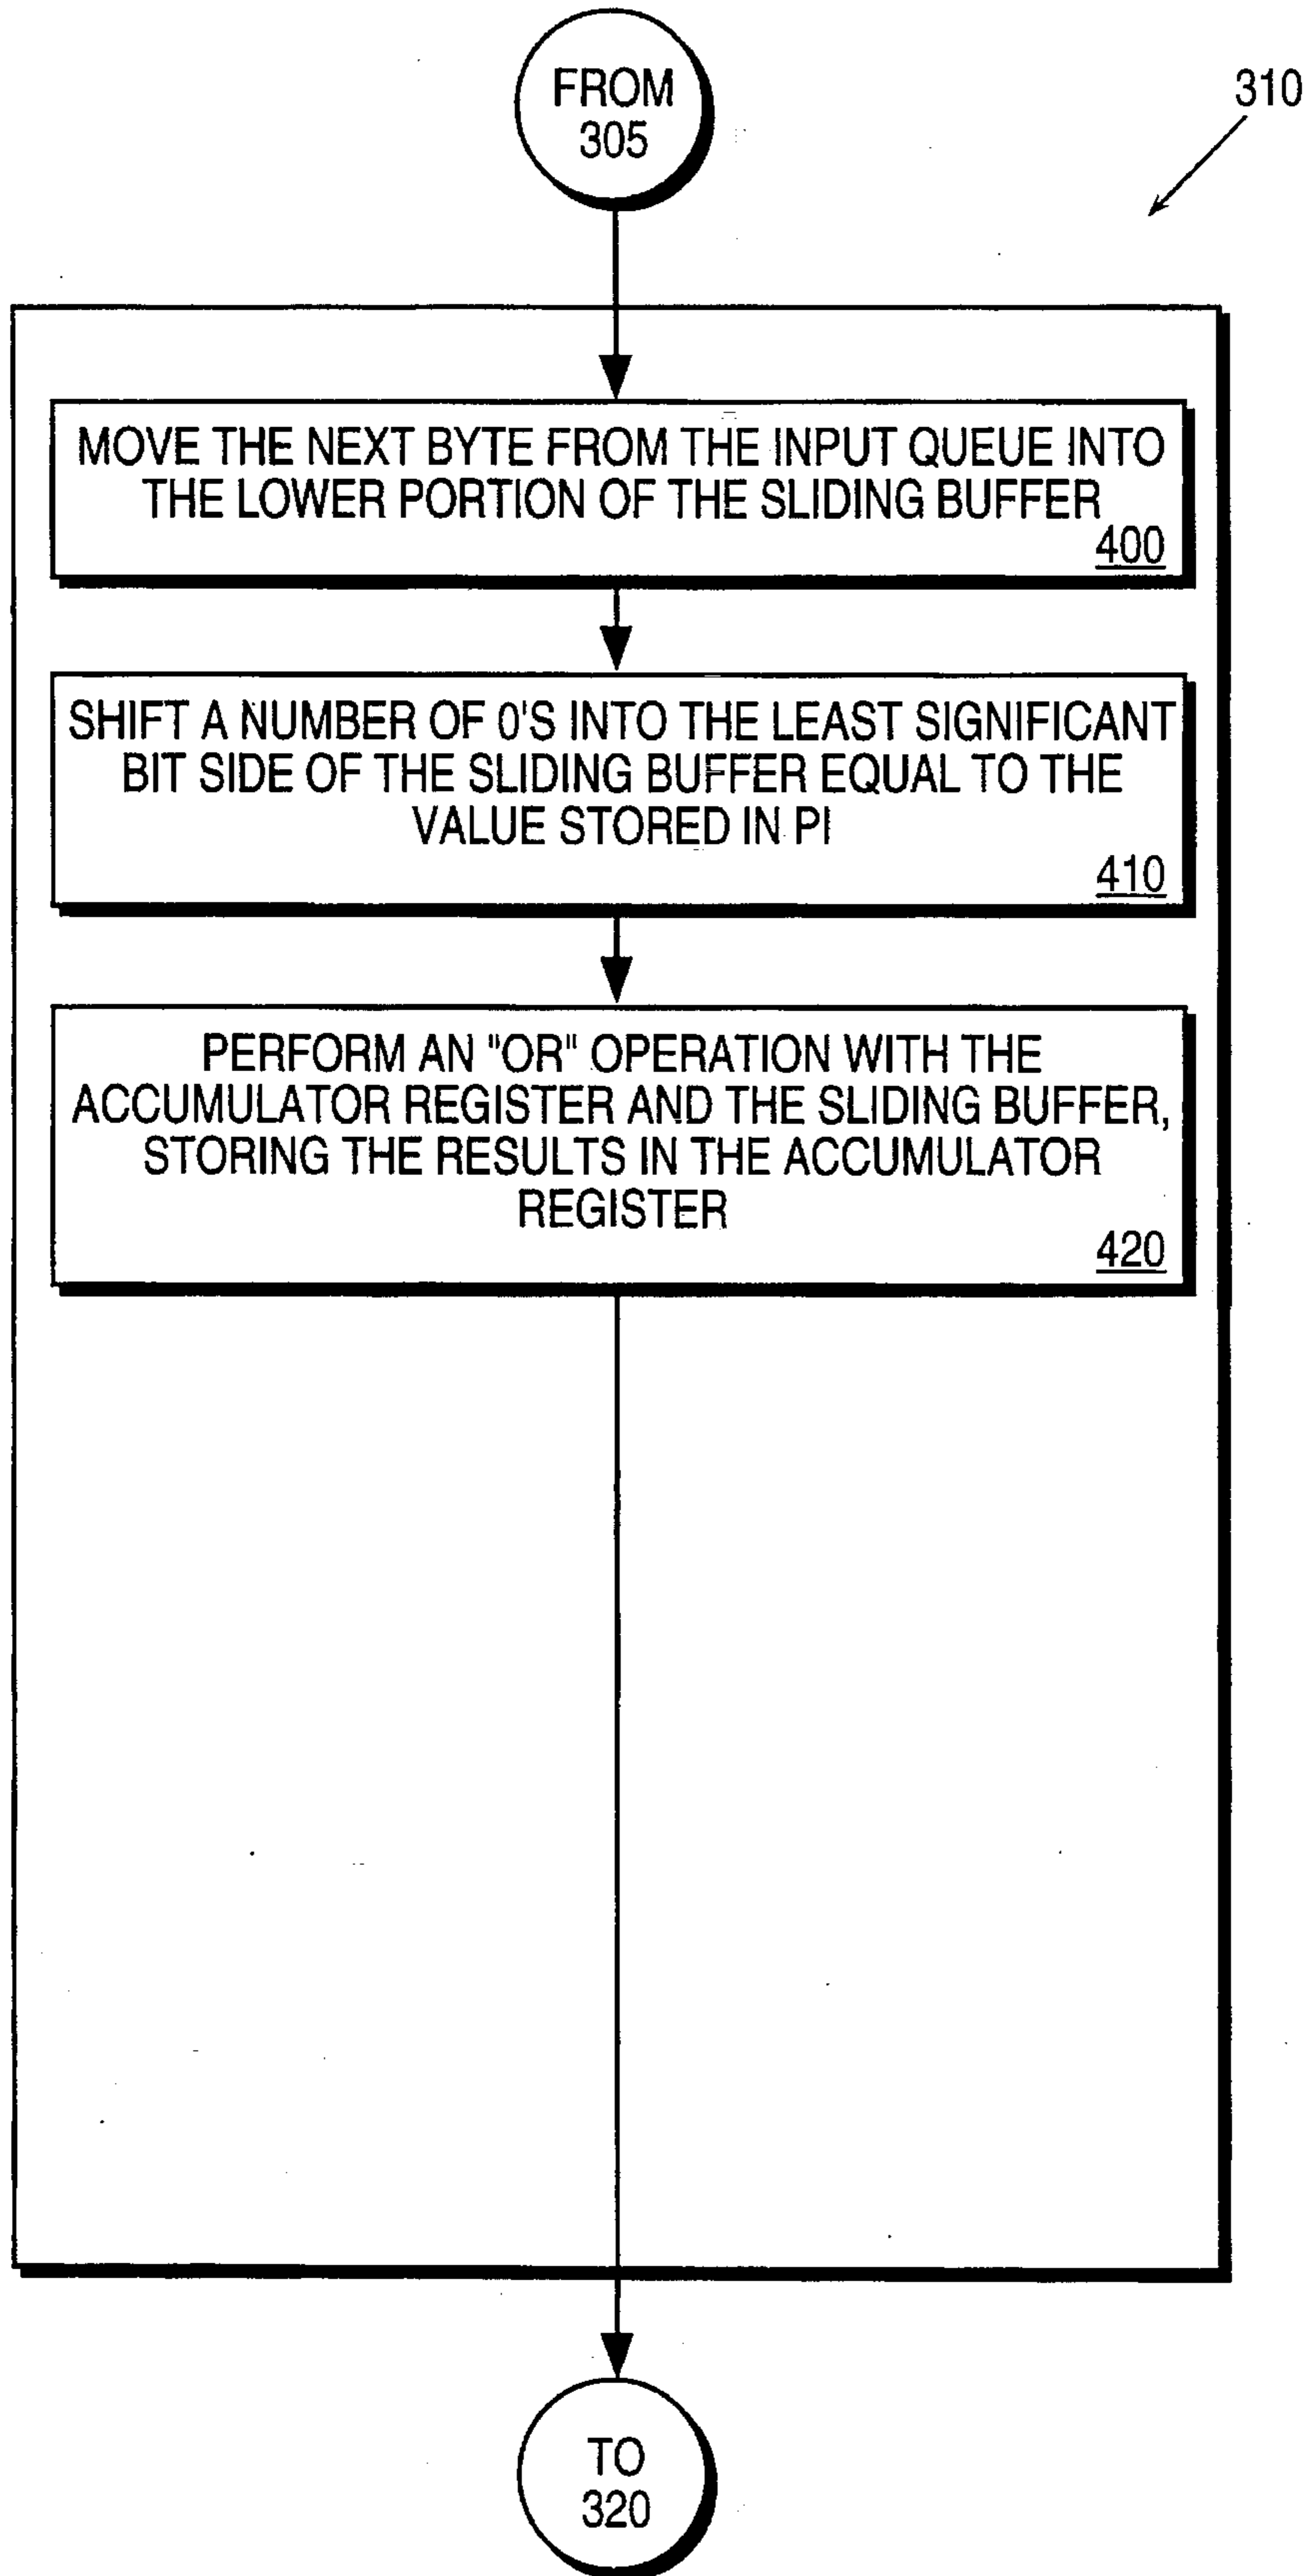 FROM
305
310
MOVE THE NEXT BYTE FROM THE INPUT QUEUE INTO
THE LOWER PORTION OF THE SLIDING BUFFER
400
SHIFT A NUMBER OF 0'S INTO THE LEAST SIGNIFICANT
BIT SIDE OF THE SLIDING BUFFER EQUAL TO THE
VALUE STORED IN PI
410
PERFORM AN "OR" OPERATION WITH THE
ACCUMULATOR REGISTER AND THE SLIDING BUFFER,
STORING THE RESULTS IN THE ACCUMULATOR
REGISTER
420
TO
320